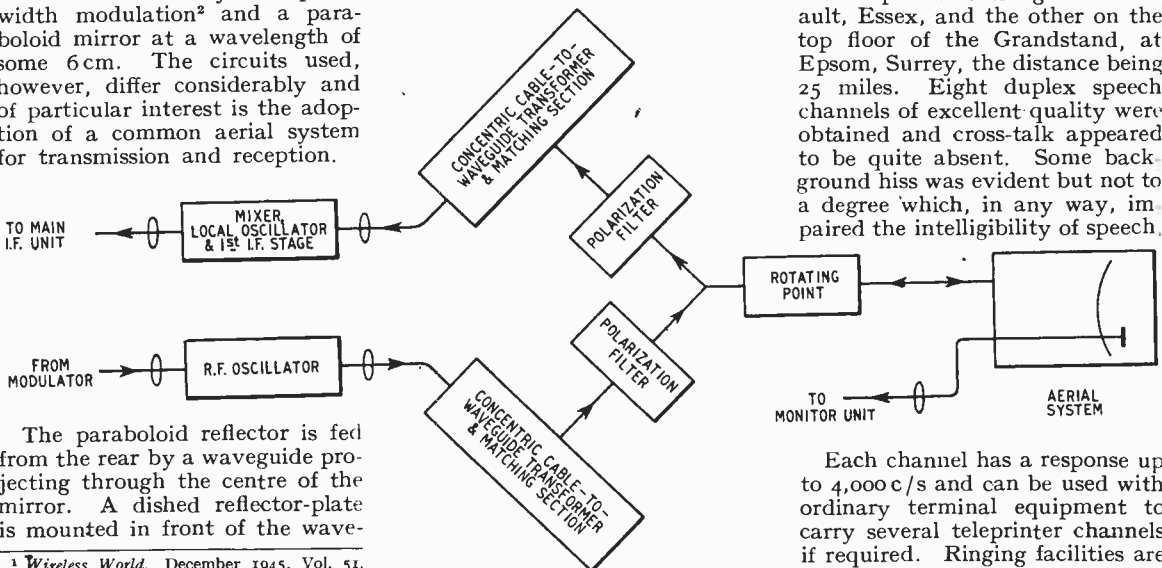 width modulation² and a para-
boloid mirror at a wavelength of
some 6 cm. The circuits used,
however, differ considerably and
of particular interest is the adop-
tion of a common aerial system
for transmission and reception.
TO MAIN
I.F. UNIT
MIXER,
LOCAL OSCILLATOR
& 1st I.F. STAGE
CONCENTRIC CABLE-TO-
WAVEGUIDE TRANSFORMER
& MATCHING SECTION
POLARIZATION
FILTER
FROM
MODULATOR
R.F. OSCILLATOR
CONCENTRIC CABLE-TO-
WAVEGUIDE TRANSFORMER
& MATCHING SECTION
POLARIZATION
FILTER
ROTATING
POINT
TO
MONITOR UNIT
AERIAL
SYSTEM
The paraboloid reflector is fed
from the rear by a waveguide pro-
jecting through the centre of the
mirror. A dished reflector-plate
is mounted in front of the wave-
¹ Wireless World, December 1945, Vol. 51,
ault, Essex, and the other on the
top floor of the Grandstand, at
Epsom, Surrey, the distance being
25 miles. Eight duplex speech
channels of excellent quality were
obtained and cross-talk appeared
to be quite absent. Some back-
ground hiss was evident but not to
a degree which, in any way, im-
paired the intelligibility of speech.
Each channel has a response up
to 4,000 c/s and can be used with
ordinary terminal equipment to
carry several teleprinter channels
if required. Ringing facilities are